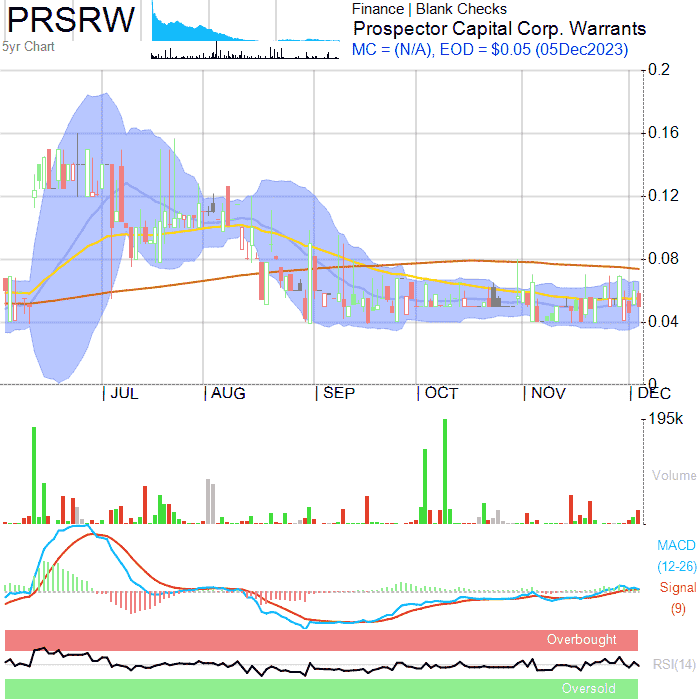 PRSRW
5yr Chart
Finance | Blank Checks
Prospector Capital Corp. Warrants
MC = (N/A), EOD = $0.05 (05Dec2023)
0.2
0.16
0.12
0.08
0.04
0
JUL AUG SEP OCT NOV DEC
195k
Volume
MACD
(12-26)
Signal
(9)
Overbought
RSI(14)
Oversold